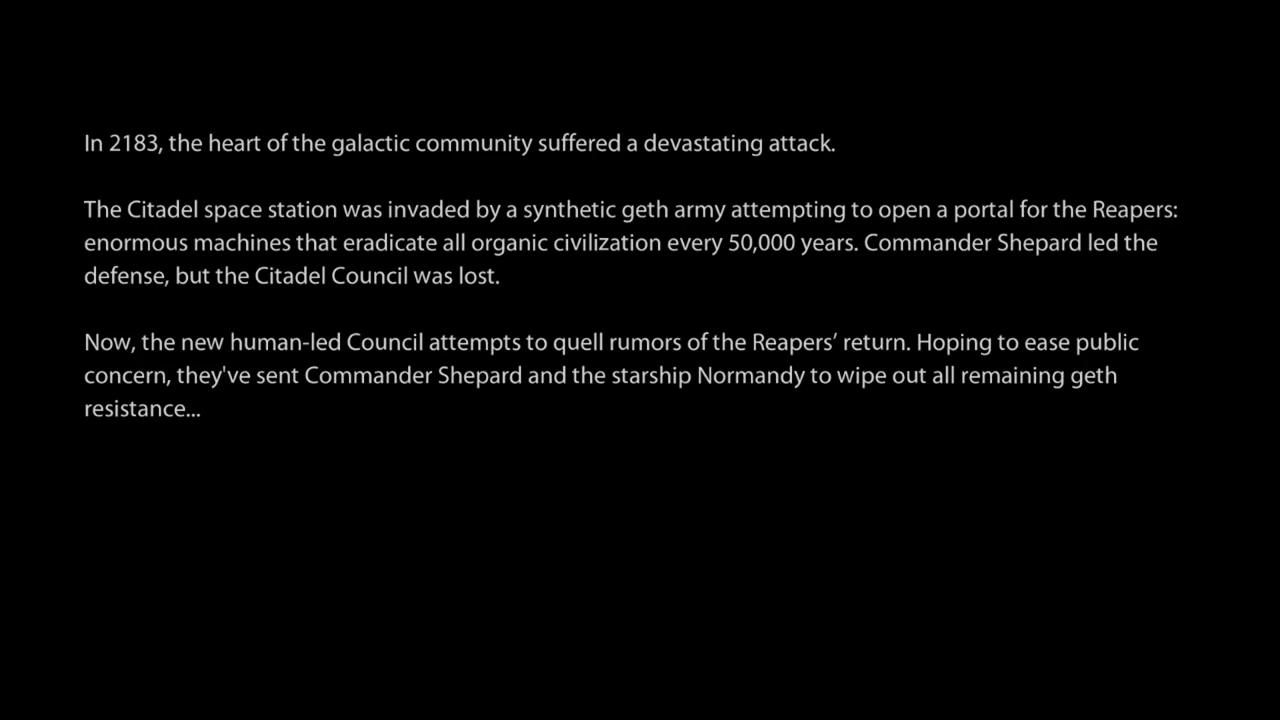 In 2183, the heart of the galactic community suffered a devastating attack.
The Citadel space station was invaded by a synthetic geth army attempting to open a portal for the Reapers:
enormous machines that eradicate all organic civilization every 50,000 years. Commander Shepard led the
defense, but the Citadel Council was lost.
Now, the new human-led Council attempts to quell rumors of the Reapers’ return. Hoping to ease public
concern, they've sent Commander Shepard and the starship Normandy to wipe out all remaining geth
resistance...